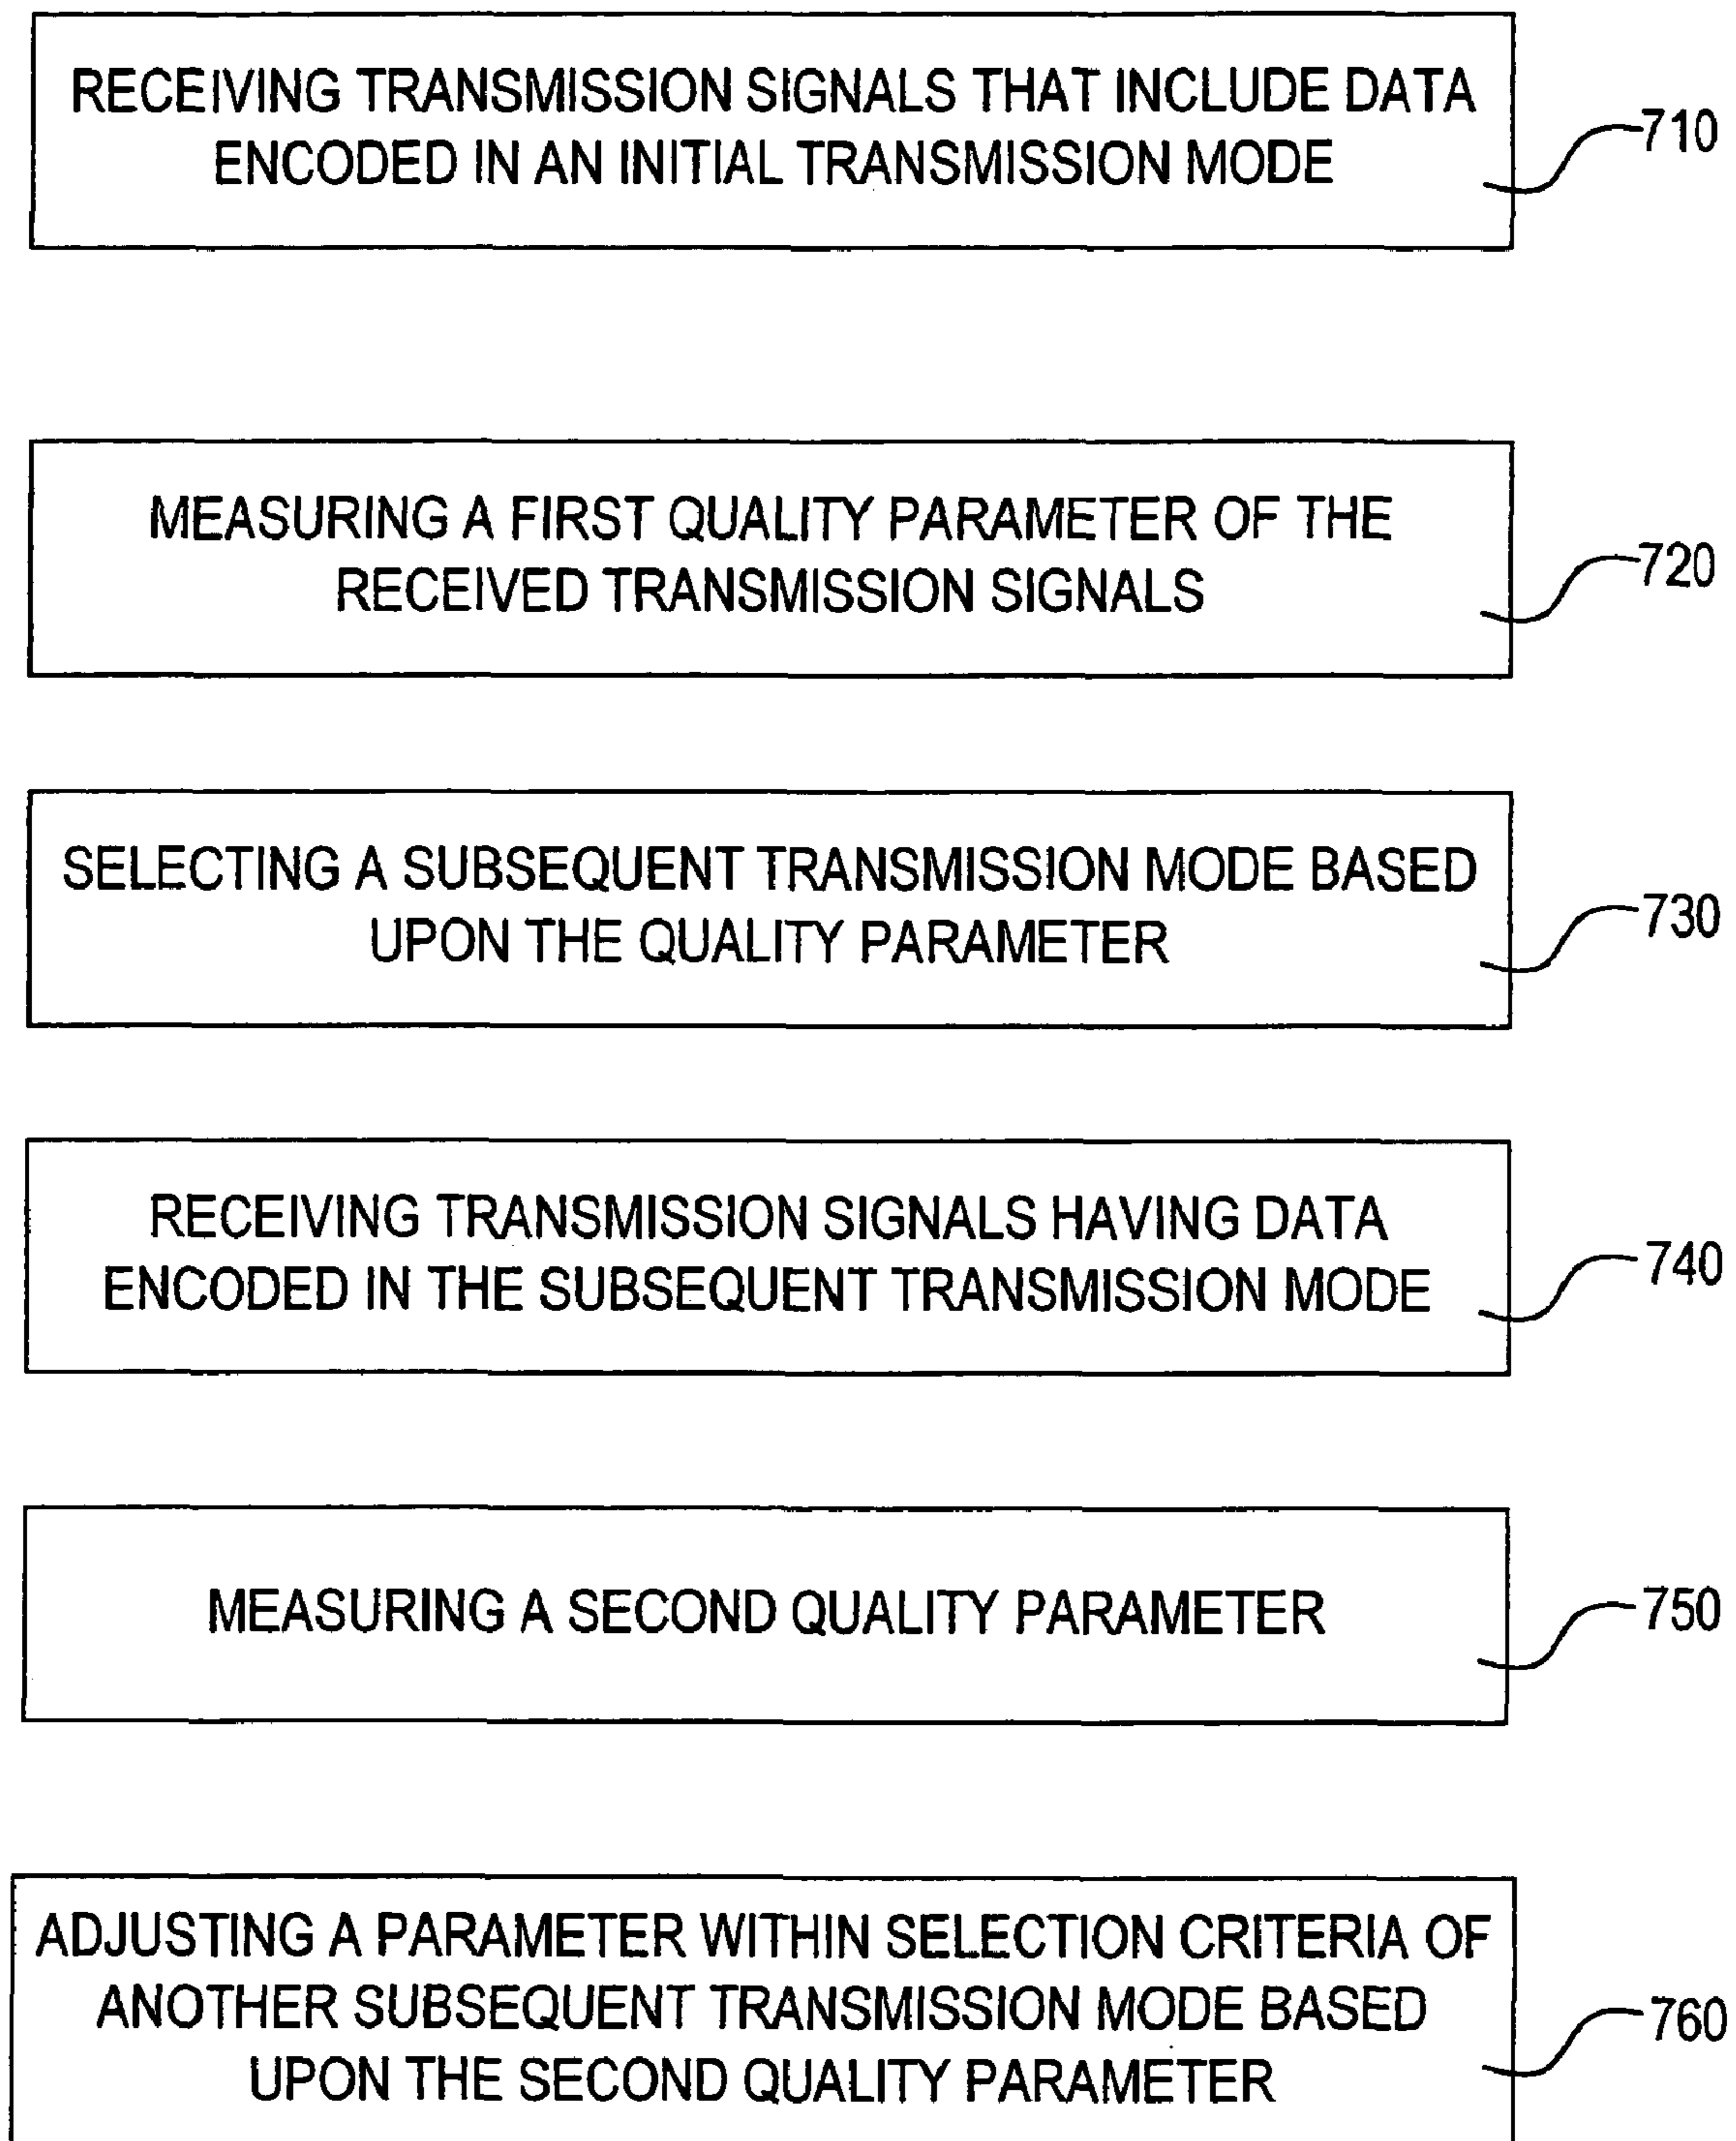 RECEIVING TRANSMISSION SIGNALS THAT INCLUDE DATA
ENCODED IN AN INITIAL TRANSMISSION MODE
710
MEASURING A FIRST QUALITY PARAMETER OF THE
RECEIVED TRANSMISSION SIGNALS
720
SELECTING A SUBSEQUENT TRANSMISSION MODE BASED
UPON THE QUALITY PARAMETER
730
RECEIVING TRANSMISSION SIGNALS HAVING DATA
ENCODED IN THE SUBSEQUENT TRANSMISSION MODE
740
MEASURING A SECOND QUALITY PARAMETER
750
ADJUSTING A PARAMETER WITHIN SELECTION CRITERIA OF
ANOTHER SUBSEQUENT TRANSMISSION MODE BASED
UPON THE SECOND QUALITY PARAMETER
760